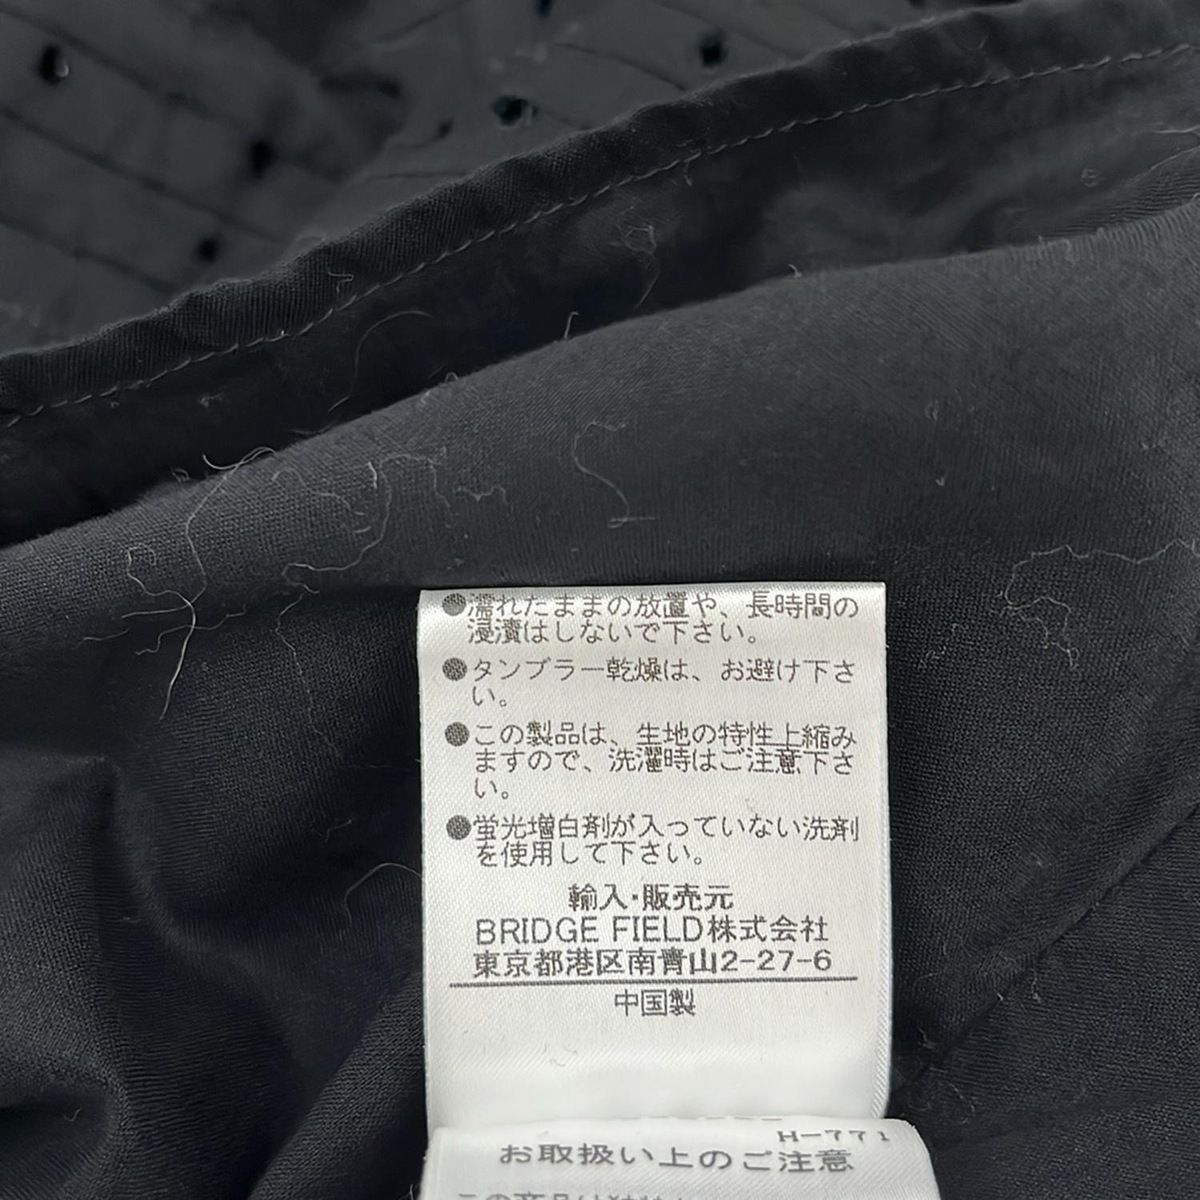 ●濡れたままの放置や、長時間の
浸漬はしないで下さい。
●タンブラー乾燥は、お避け下さ
い。
●この製品は、生地の特性上縮み
ますので、洗濯時はご注意下さ
い。
●蛍光増白剤が入っていない洗剤
を使用して下さい。
輸入・販売元
BRIDGE FIELD株式会社
東京都港区南青山2-27-6
中国製
H-771
お取扱い上のご注意
この商品は